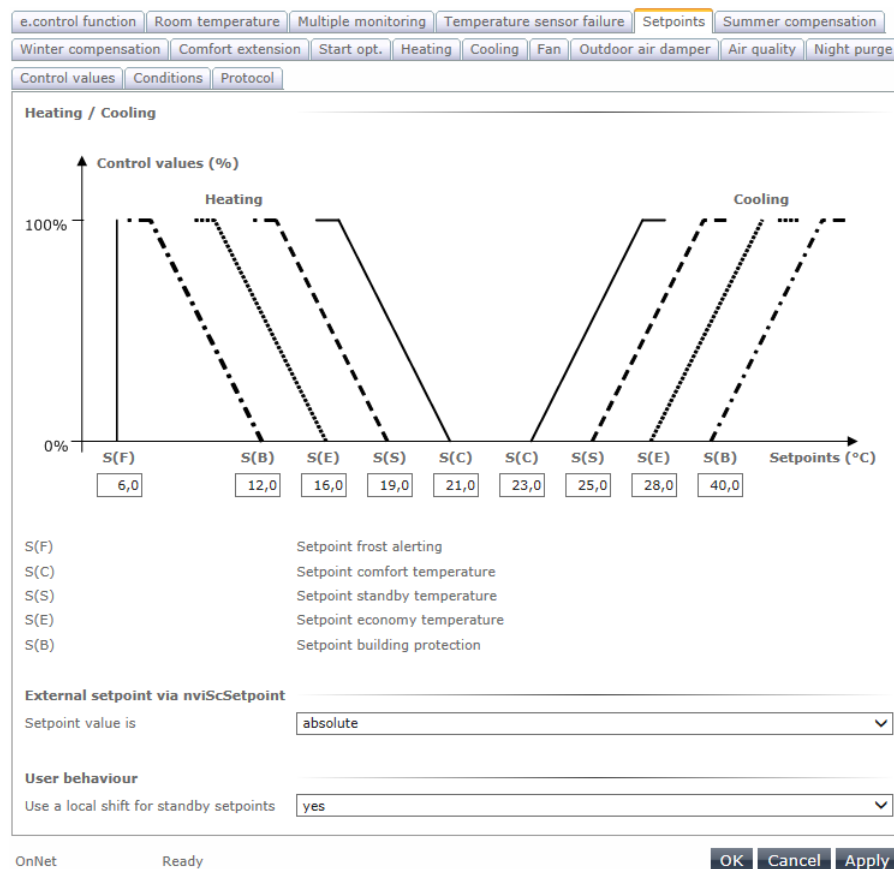 e.control function Room temperature Multiple monitoring Temperature sensor failure Setpoints Summer compensation
Winter compensation Comfort extension Start opt. Heating Cooling Fan Outdoor air damper Air quality Night purge
Control values Conditions Protocol
Heating / Cooling
Control values (%)
Heating Cooling
100%
0%
S(F) S(B) S(E) S(S) S(C) S(C) S(S) S(E) S(B) Setpoints (°C)
6,0 12,0 16,0 19,0 21,0 23,0 25,0 28,0 40,0
S(F) Setpoint frost alerting
S(C) Setpoint comfort temperature
S(S) Setpoint standby temperature
S(E) Setpoint economy temperature
S(B) Setpoint building protection
External setpoint via nviScSetpoint
Setpoint value is absolute
User behaviour
Use a local shift for standby setpoints yes
OnNet Ready OK Cancel Apply